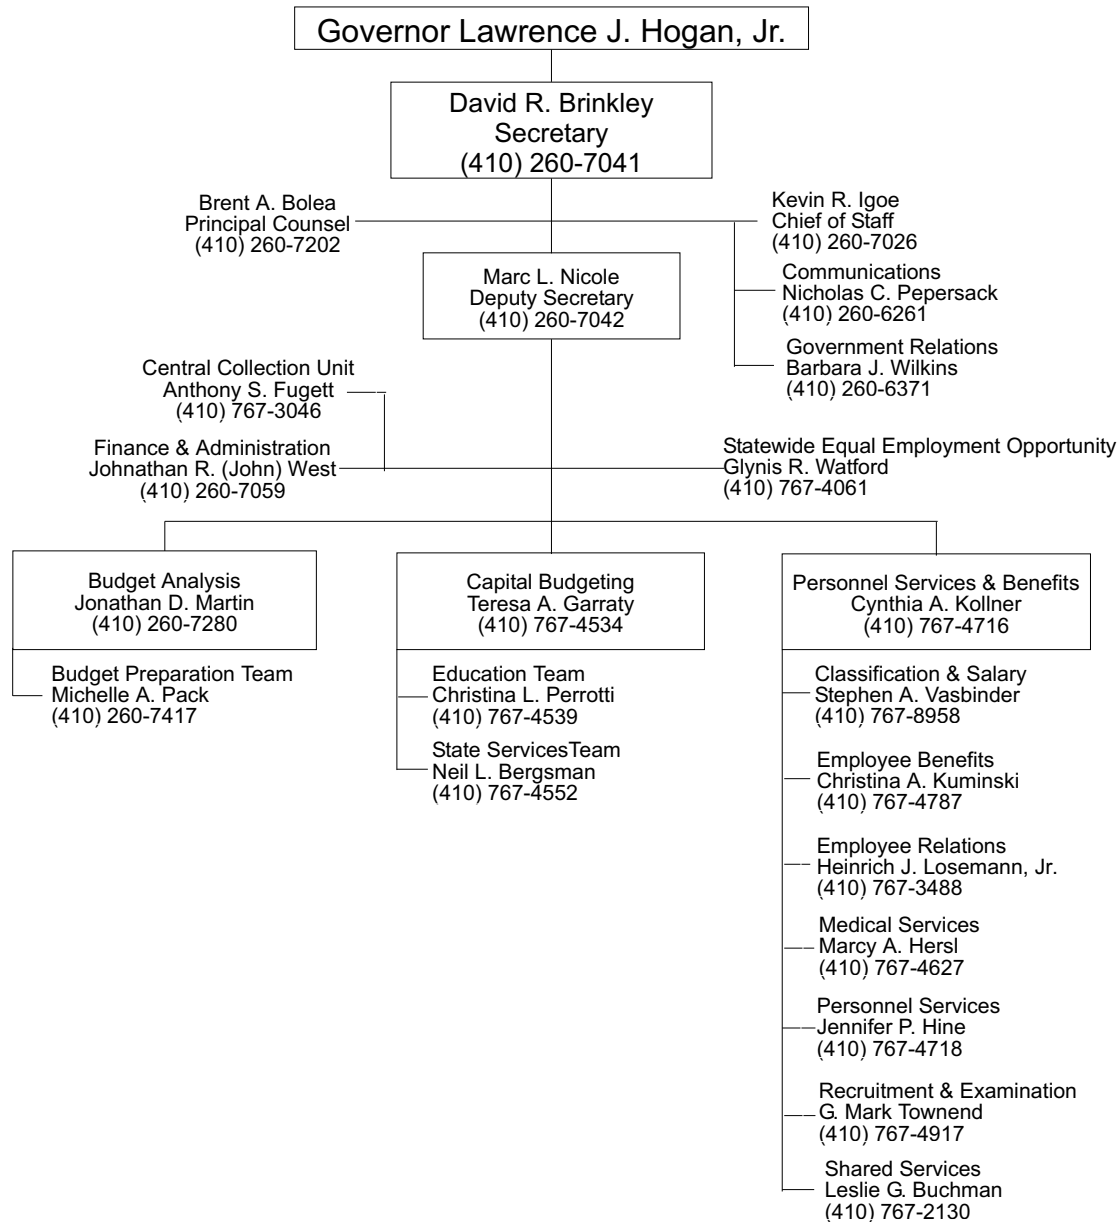 Governor Lawrence J. Hogan, Jr.
David R. Brinkley
Secretary
(410) 260-7041
Brent A. Bolea
Principal Counsel
(410) 260-7202
Kevin R. Igoe
Chief of Staff
(410) 260-7026
Communications
Nicholas C. Pepersack
(410) 260-6261
Government Relations
Barbara J. Wilkins
(410) 260-6371
Marc L. Nicole
Deputy Secretary
(410) 260-7042
Central Collection Unit
Anthony S. Fugett
(410) 767-3046
Finance & Administration
Johnathan R. (John) West
(410) 260-7059
Statewide Equal Employment Opportunity
Glynis R. Watford
(410) 767-4061
Budget Analysis
Jonathan D. Martin
(410) 260-7280
Budget Preparation Team
Michelle A. Pack
(410) 260-7417
Capital Budgeting
Teresa A. Garraty
(410) 767-4534
Education Team
Christina L. Perrotti
(410) 767-4539
State ServicesTeam
Neil L. Bergsman
(410) 767-4552
Personnel Services & Benefits
Cynthia A. Kollner
(410) 767-4716
Classification & Salary
Stephen A. Vasbinder
(410) 767-8958
Employee Benefits
Christina A. Kuminski
(410) 767-4787
Employee Relations
Heinrich J. Losemann, Jr.
(410) 767-3488
Medical Services
Marcy A. Hersl
(410) 767-4627
Personnel Services
Jennifer P. Hine
(410) 767-4718
Recruitment & Examination
G. Mark Townend
(410) 767-4917
Shared Services
Leslie G. Buchman
(410) 767-2130